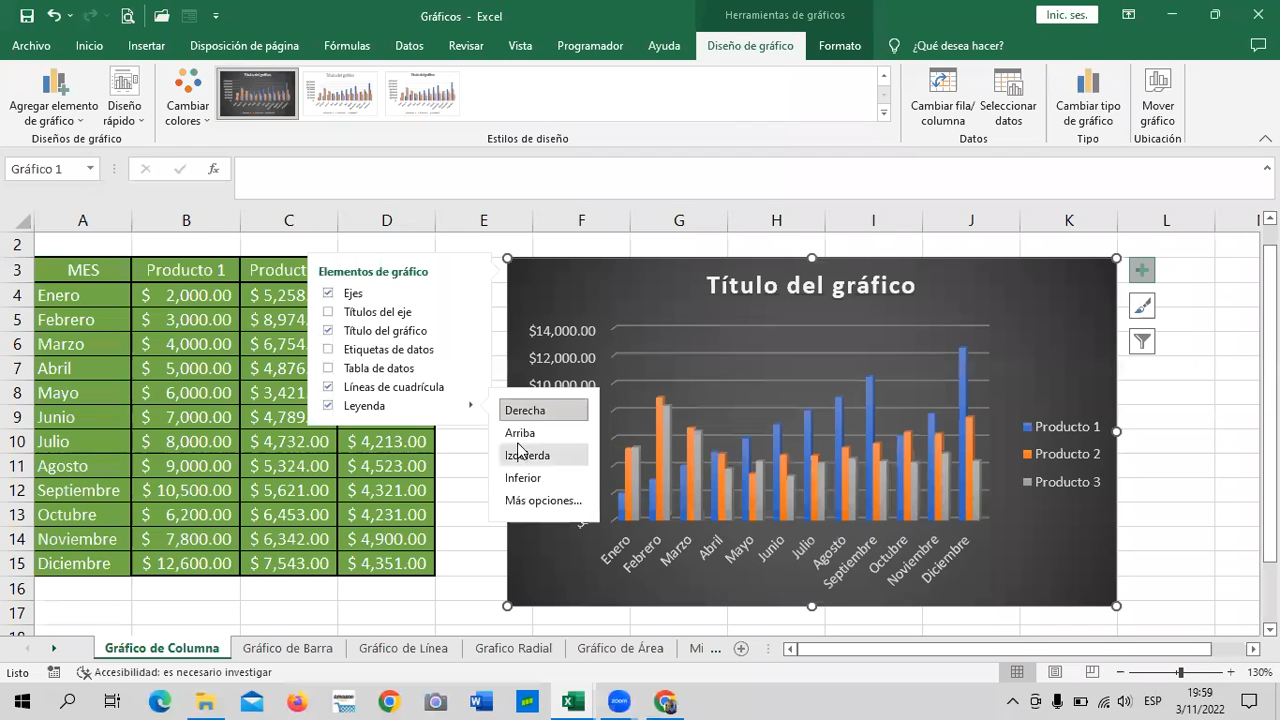 Gráficos - Excel
Herramientas de gráfico
Inic. ses.
Archivo Inicio Insertar Disposición de página Fórmulas Datos Revisar Vista Programador Ayuda Diseño de gráfico Formato ¿Qué desea hacer?
Agregar elemento de gráfico
Diseño rápido
Cambiar colores
Cambiar fila/ columna
Seleccionar datos
Cambiar tipo de gráfico
Mover gráfico
Diseños de gráfico Estilos de diseño Datos Tipo Ubicación
Gráfico 1 fx
A B C D E F G H I J K L
2
3 MES Producto 1
4 Enero $ 2,000.00 $ 5,258
5 Febrero $ 3,000.00 $ 8,974
6 Marzo $ 4,000.00 $ 6,754
7 Abril $ 5,000.00 $ 4,876
8 Mayo $ 6,000.00 $ 3,421
9 Junio $ 7,000.00 $ 4,789
10 Julio $ 8,000.00 $ 4,732.00 $ 4,213.00
11 Agosto $ 9,000.00 $ 5,324.00 $ 4,523.00
12 Septiembre $ 10,500.00 $ 5,621.00 $ 4,321.00
13 Octubre $ 6,200.00 $ 6,453.00 $ 4,231.00
14 Noviembre $ 7,800.00 $ 6,342.00 $ 4,900.00
15 Diciembre $ 12,600.00 $ 7,543.00 $ 4,351.00
16
17
Elementos de gráfico
Ejes
Títulos del eje
Título del gráfico
Etiquetas de datos
Tabla de datos
Líneas de cuadrícula
Leyenda
Derecha
Arriba
Izquierda
Inferior
Más opciones...
Título del gráfico
$14,000.00
$12,000.00
Enero Febrero Marzo Abril Mayo Junio Julio Agosto Septiembre Octubre Noviembre Diciembre
Producto 1
Producto 2
Producto 3
Gráfico de Columna Gráfico de Barra Gráfico de Línea Grafico Radial Gráfico de Área Mi ...
Listo Accesibilidad: es necesario investigar 130%
zoom
ESP
19:59
3/11/2022